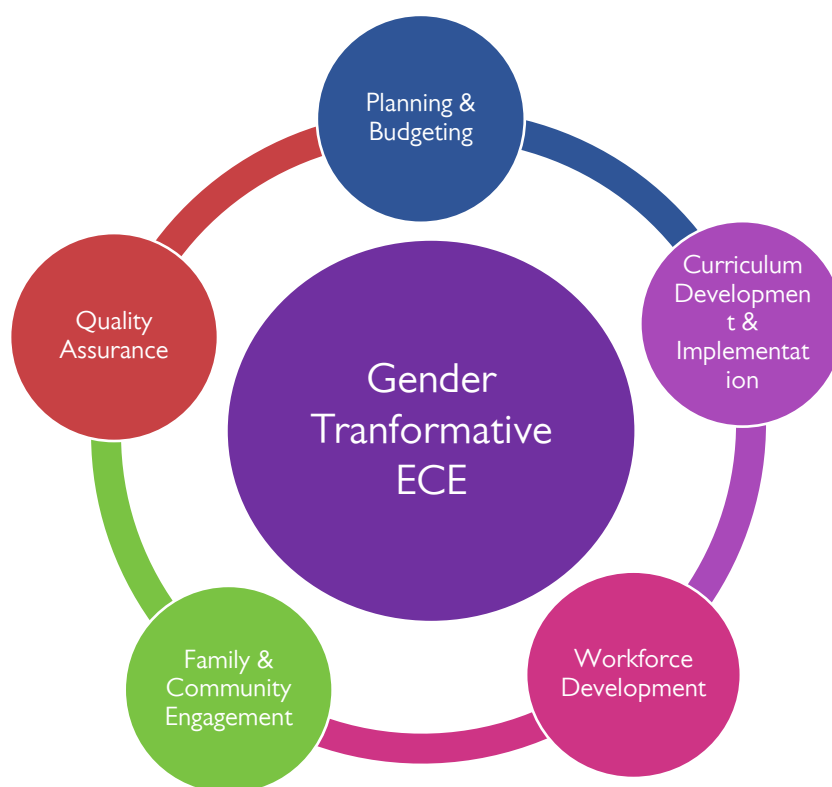 Planning &
Budgeting
Curriculum
Developmen
t &
Implementat
ion
Quality
Assurance
Gender
Tranformative
ECE
Workforce
Development
Family &
Community
Engagement